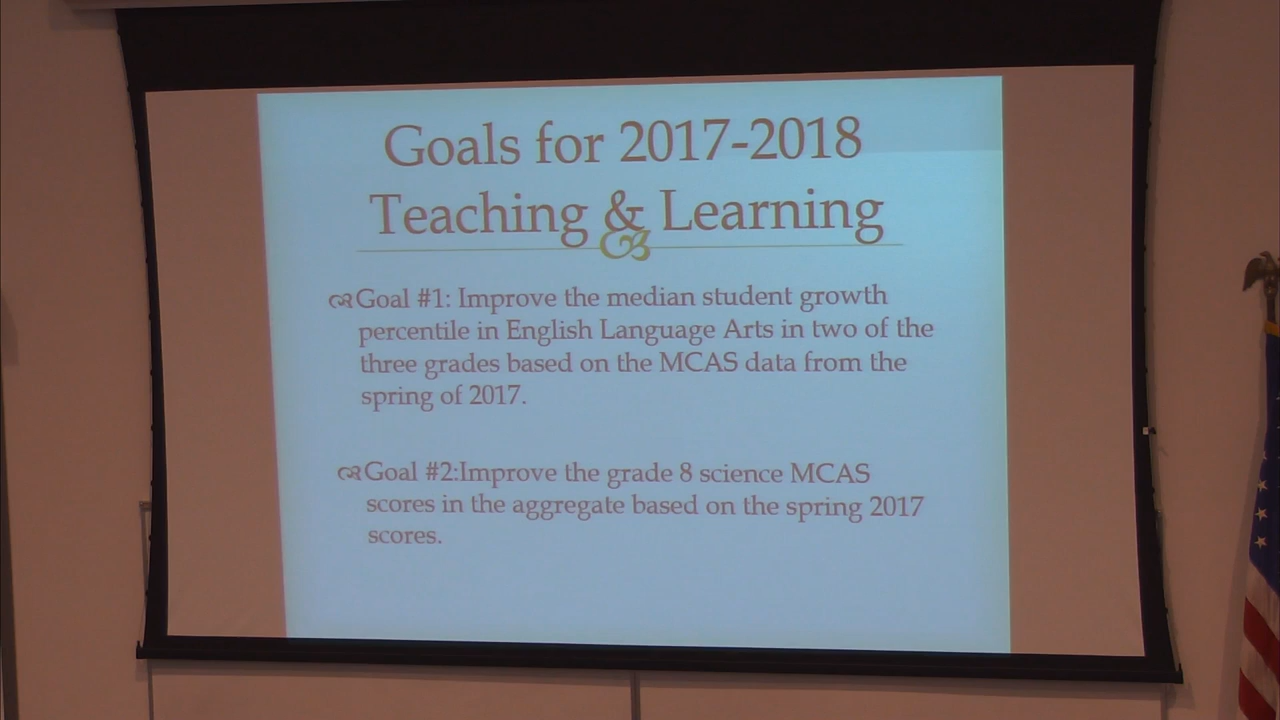 Goals for 2017-2018
Teaching & Learning
Goal #1: Improve the median student growth
percentile in English Language Arts in two of the
three grades based on the MCAS data from the
spring of 2017.
Goal #2:Improve the grade 8 science MCAS
scores in the aggregate based on the spring 2017
scores.